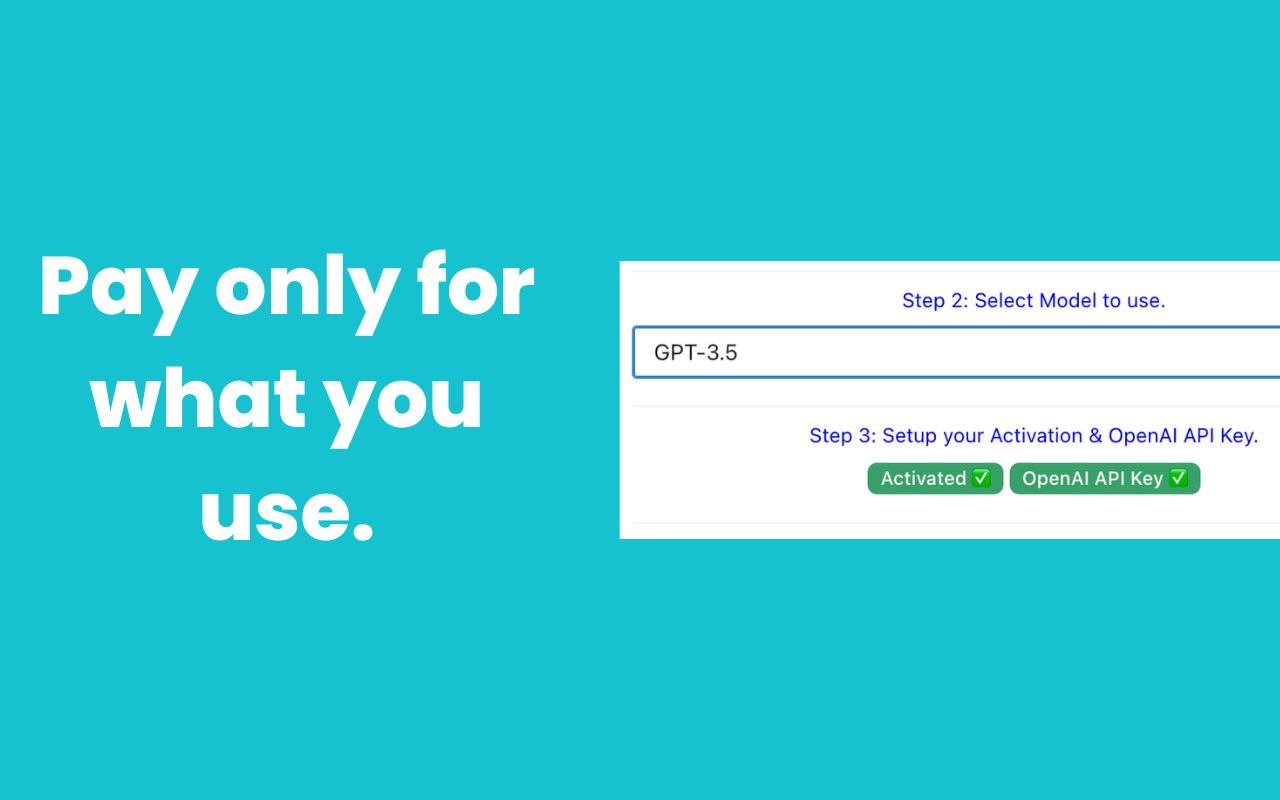 Pay only for
what you
use.
Step 2: Select Model to use.
GPT-3.5
Step 3: Setup your Activation & OpenAI API Key.
Activated ✅ OpenAI API Key ✅